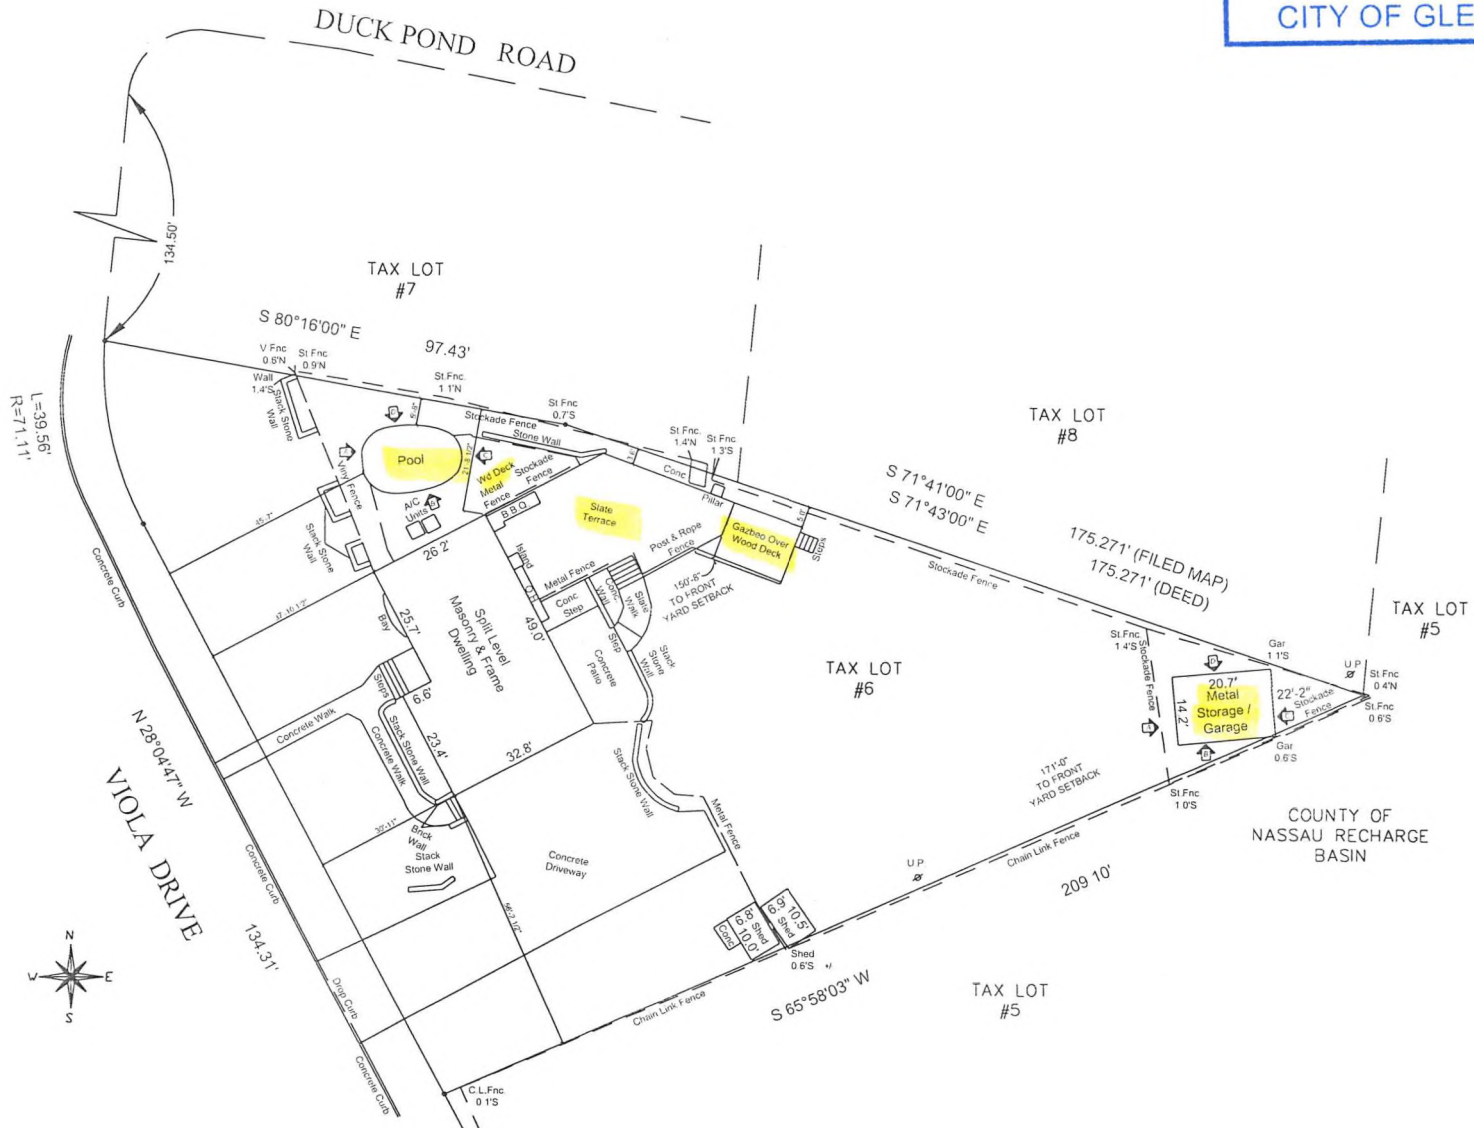 CITY OF GLE
DUCK POND ROAD
134.50'
TAX LOT
#7
S 80°16'00" E
97.43'
V Fnc
0.6'N
St Fnc
0.9'N
Wall
1.4'S
Stack Stone
Wall
St.Fnc.
1 1'N
St Fnc
0.7'S
Stockade Fence
Stone Wall
L=39.56'
R=71.11'
Pool
21'-8 1/2"
Wd Deck
Metal
Fence
Stockade
Fence
Vinyl Fence
A/C
Units
B B Q
Stack Stone
Wall
26 2'
St.Fnc.
1.4'N
St Fnc
1.3'S
Conc
Pillar
TAX LOT
#8
S 71°41'00" E
S 71°43'00" E
175.271' (FILED MAP)
175.271' (DEED)
Slate
Terrace
Gazbeo Over
Wood Deck
5.0'
Steps
Post & Rope
Fence
Stockade Fence
150'-8"
TO FRONT
YARD SETBACK
Island
Metal Fence
O.H.
Conc
Step
Conc
Wall
Slate
Walk
Step
Concrete
Patio
Stack
Stone
Wall
Concrete Curb
Bay
25.7'
Split Level
Masonry & Frame
Dwelling
49.0'
TAX LOT
#6
TAX LOT
#5
St.Fnc.
1 4'S
Stockade Fence
Gar
1 1'S
U P
St.Fnc
0 4'N
St.Fnc
0.6'S
20.7'
14.2'
Metal
Storage /
Garage
22'-2"
Stockade
Fence
Gar
0.6'S
St.Fnc
1 0'S
171'-0"
TO FRONT
YARD SETBACK
COUNTY OF
NASSAU RECHARGE
BASIN
Steps
Concrete Walk
Stack Stone Wall
Concrete Walk
23.4'
32.8'
Stack Stone Wall
Metal Fence
N 28°04'47" W
VIOLA DRIVE
134.31'
Concrete Curb
Brick
Wall
Stack
Stone Wall
Concrete
Driveway
U P
Chain Link Fence
209 10'
Conc
Shed
10.0'
10.5'
Shed
Shed
0.6'S
+/
S 65°58'03" W
TAX LOT
#5
Chain Link Fence
N
W
E
S
Drop Curb
Concrete Curb
C.L.Fnc.
0 1'S